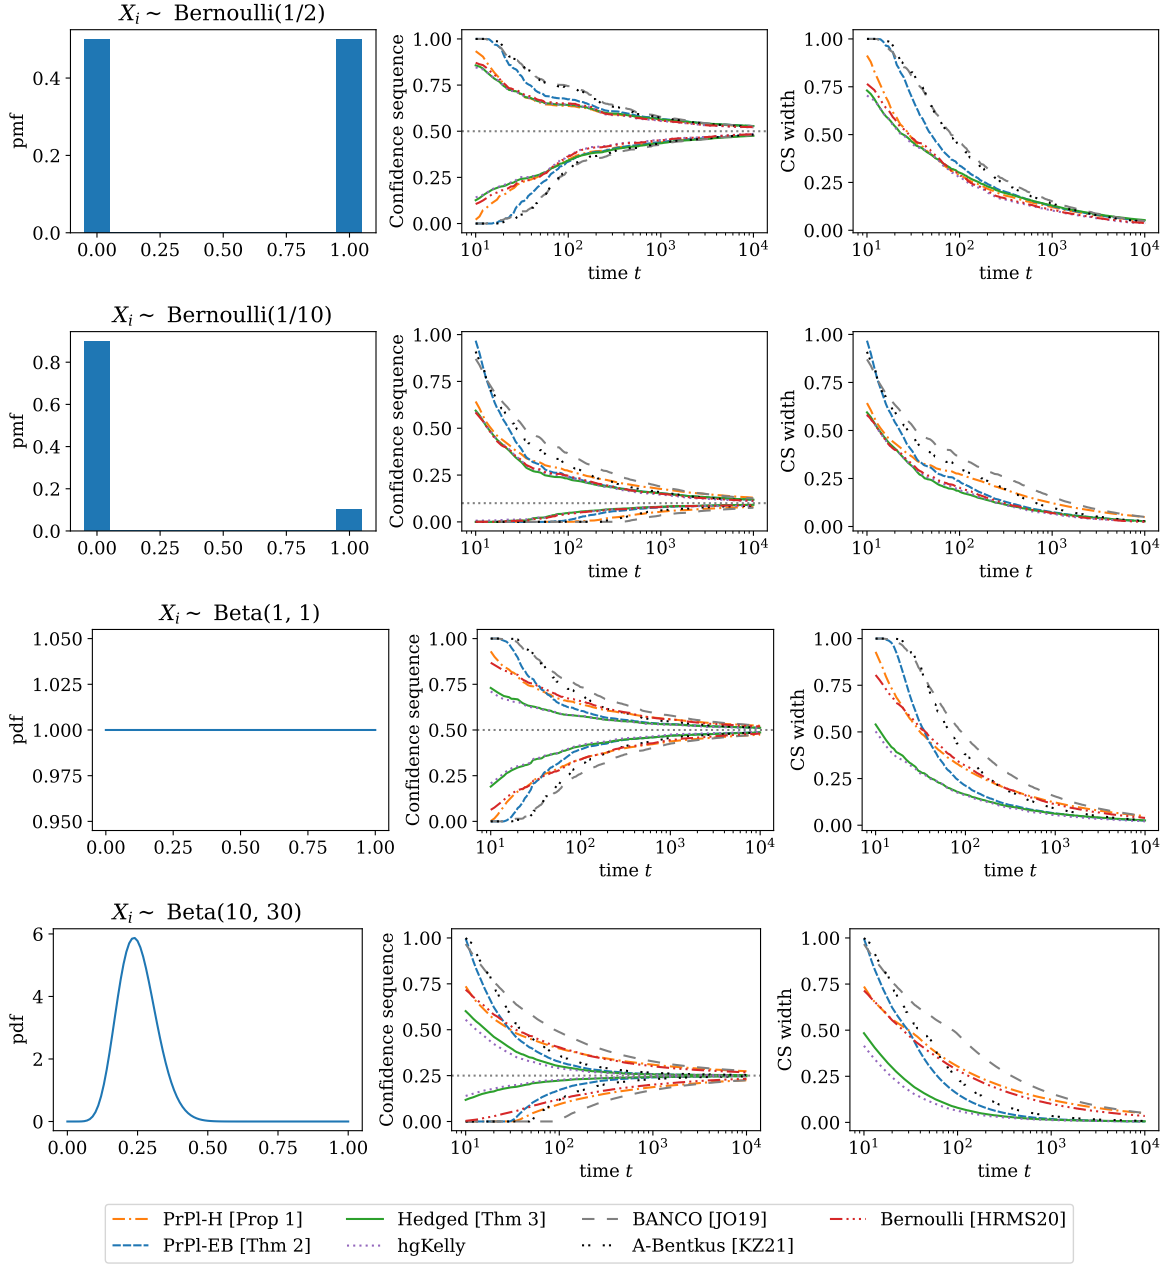 X_i ∼ Bernoulli(1/2)
pmf
0.4
0.2
0.0
0.00 0.25 0.50 0.75 1.00
Confidence sequence
1.00
0.75
0.50
0.25
0.00
10^1 10^2 10^3 10^4
time t
CS width
1.00
0.75
0.50
0.25
0.00
10^1 10^2 10^3 10^4
time t
X_i ∼ Bernoulli(1/10)
pmf
0.8
0.6
0.4
0.2
0.0
0.00 0.25 0.50 0.75 1.00
Confidence sequence
1.00
0.75
0.50
0.25
0.00
10^1 10^2 10^3 10^4
time t
CS width
1.00
0.75
0.50
0.25
0.00
10^1 10^2 10^3 10^4
time t
X_i ∼ Beta(1, 1)
pdf
1.050
1.025
1.000
0.975
0.950
0.00 0.25 0.50 0.75 1.00
Confidence sequence
1.00
0.75
0.50
0.25
0.00
10^1 10^2 10^3 10^4
time t
CS width
1.00
0.75
0.50
0.25
0.00
10^1 10^2 10^3 10^4
time t
X_i ∼ Beta(10, 30)
pdf
6
4
2
0
0.00 0.25 0.50 0.75 1.00
Confidence sequence
1.00
0.75
0.50
0.25
0.00
10^1 10^2 10^3 10^4
time t
CS width
1.00
0.75
0.50
0.25
0.00
10^1 10^2 10^3 10^4
time t
PrPl-H [Prop 1] Hedged [Thm 3] BANCO [JO19] Bernoulli [HRMS20]
PrPl-EB [Thm 2] hgKelly A-Bentkus [KZ21]